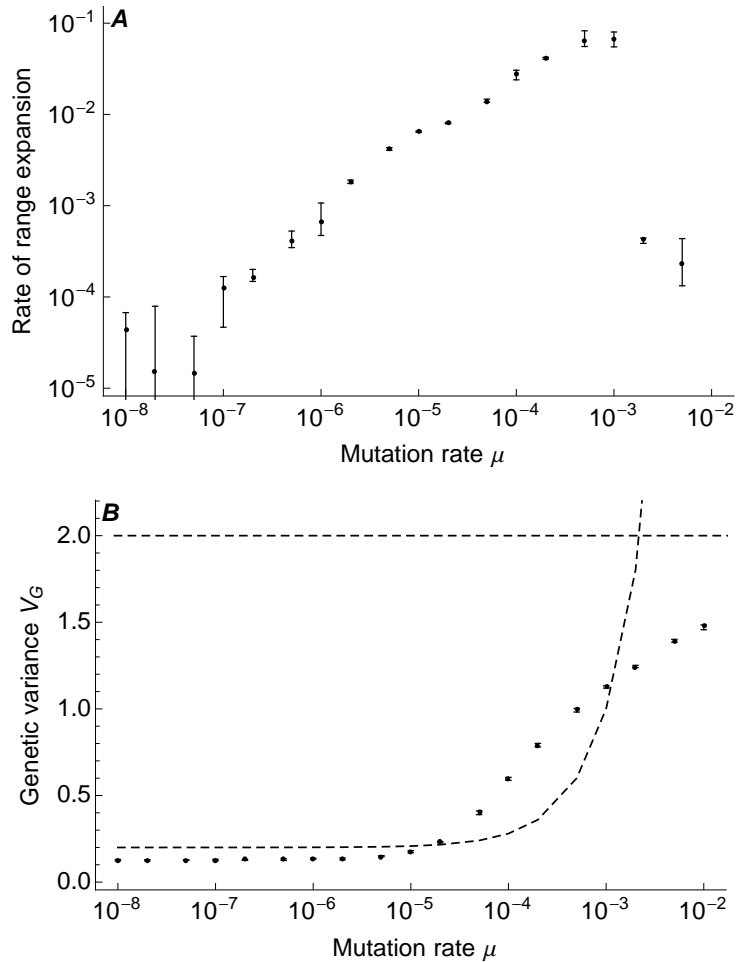 A
10⁻¹
10⁻²
10⁻³
10⁻⁴
10⁻⁵
Rate of range expansion
10⁻⁸ 10⁻⁷ 10⁻⁶ 10⁻⁵ 10⁻⁴ 10⁻³ 10⁻²
Mutation rate μ
B
2.0
1.5
1.0
0.5
0.0
Genetic variance V_G
10⁻⁸ 10⁻⁷ 10⁻⁶ 10⁻⁵ 10⁻⁴ 10⁻³ 10⁻²
Mutation rate μ